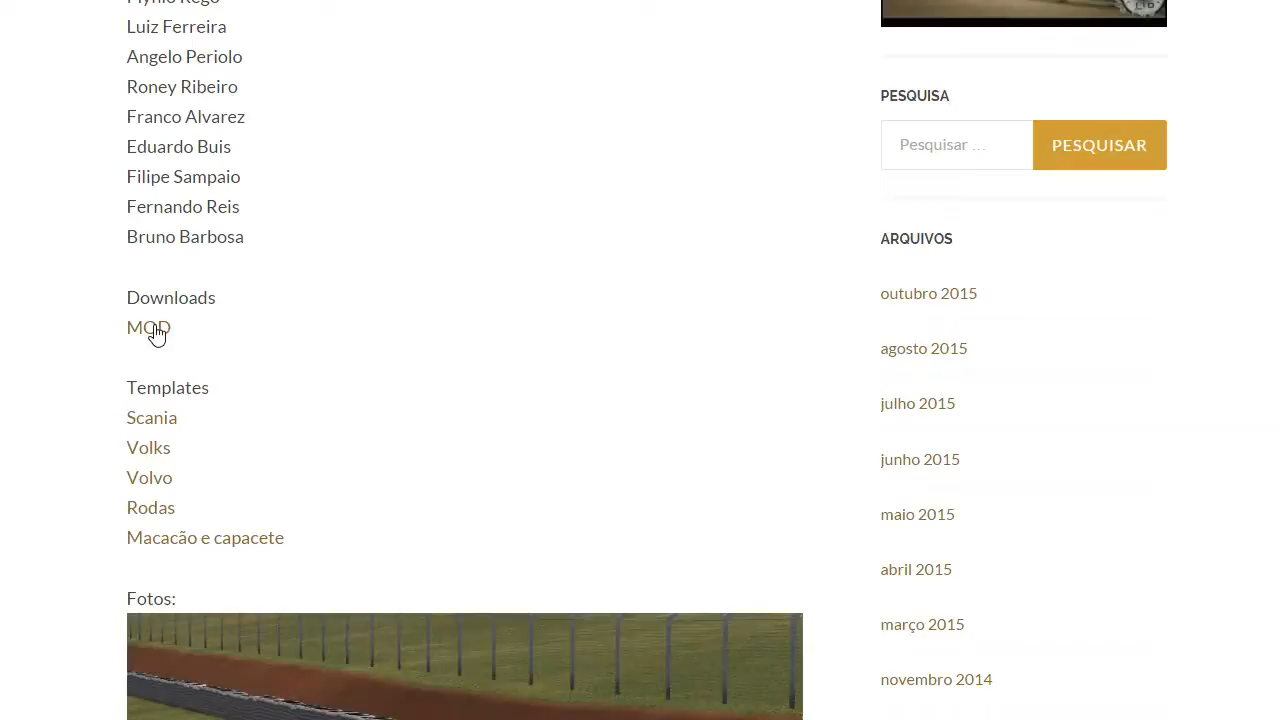 Luiz Ferreira
Angelo Periolo
Roney Ribeiro
Franco Alvarez
Eduardo Buis
Filipe Sampaio
Fernando Reis
Bruno Barbosa
Downloads
MOD
Templates
Scania
Volks
Volvo
Rodas
Macacão e capacete
Fotos:
LTD
PESQUISA
Pesquisar ...
PESQUISAR
ARQUIVOS
outubro 2015
agosto 2015
julho 2015
junho 2015
maio 2015
abril 2015
março 2015
novembro 2014